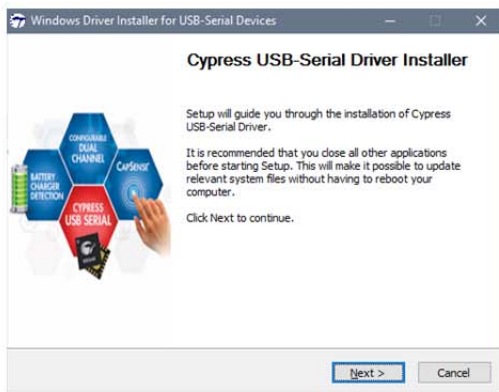 Windows Driver Installer for USB-Serial Devices
Cypress USB-Serial Driver Installer
Setup will guide you through the installation of Cypress
USB-Serial Driver.
It is recommended that you close all other applications
before starting Setup. This will make it possible to update
relevant system files without having to reboot your
computer.
Click Next to continue.
CONFIGURABLE
DUAL
CHANNEL
CAPSENSE
BATTERY
CHARGER
DETECTION
CYPRESS
USB SERIAL
Next >
Cancel